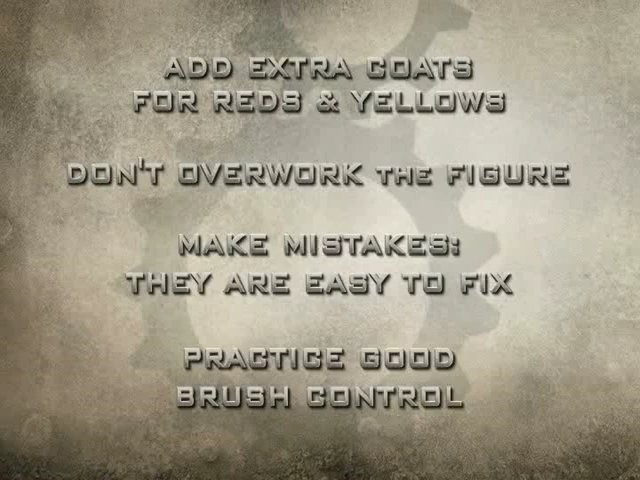 ADD EXTRA COATS
FOR REDS & YELLOWS
DON'T OVERWORK THE FIGURE
MAKE MISTAKES:
THEY ARE EASY TO FIX
PRACTICE GOOD
BRUSH CONTROL